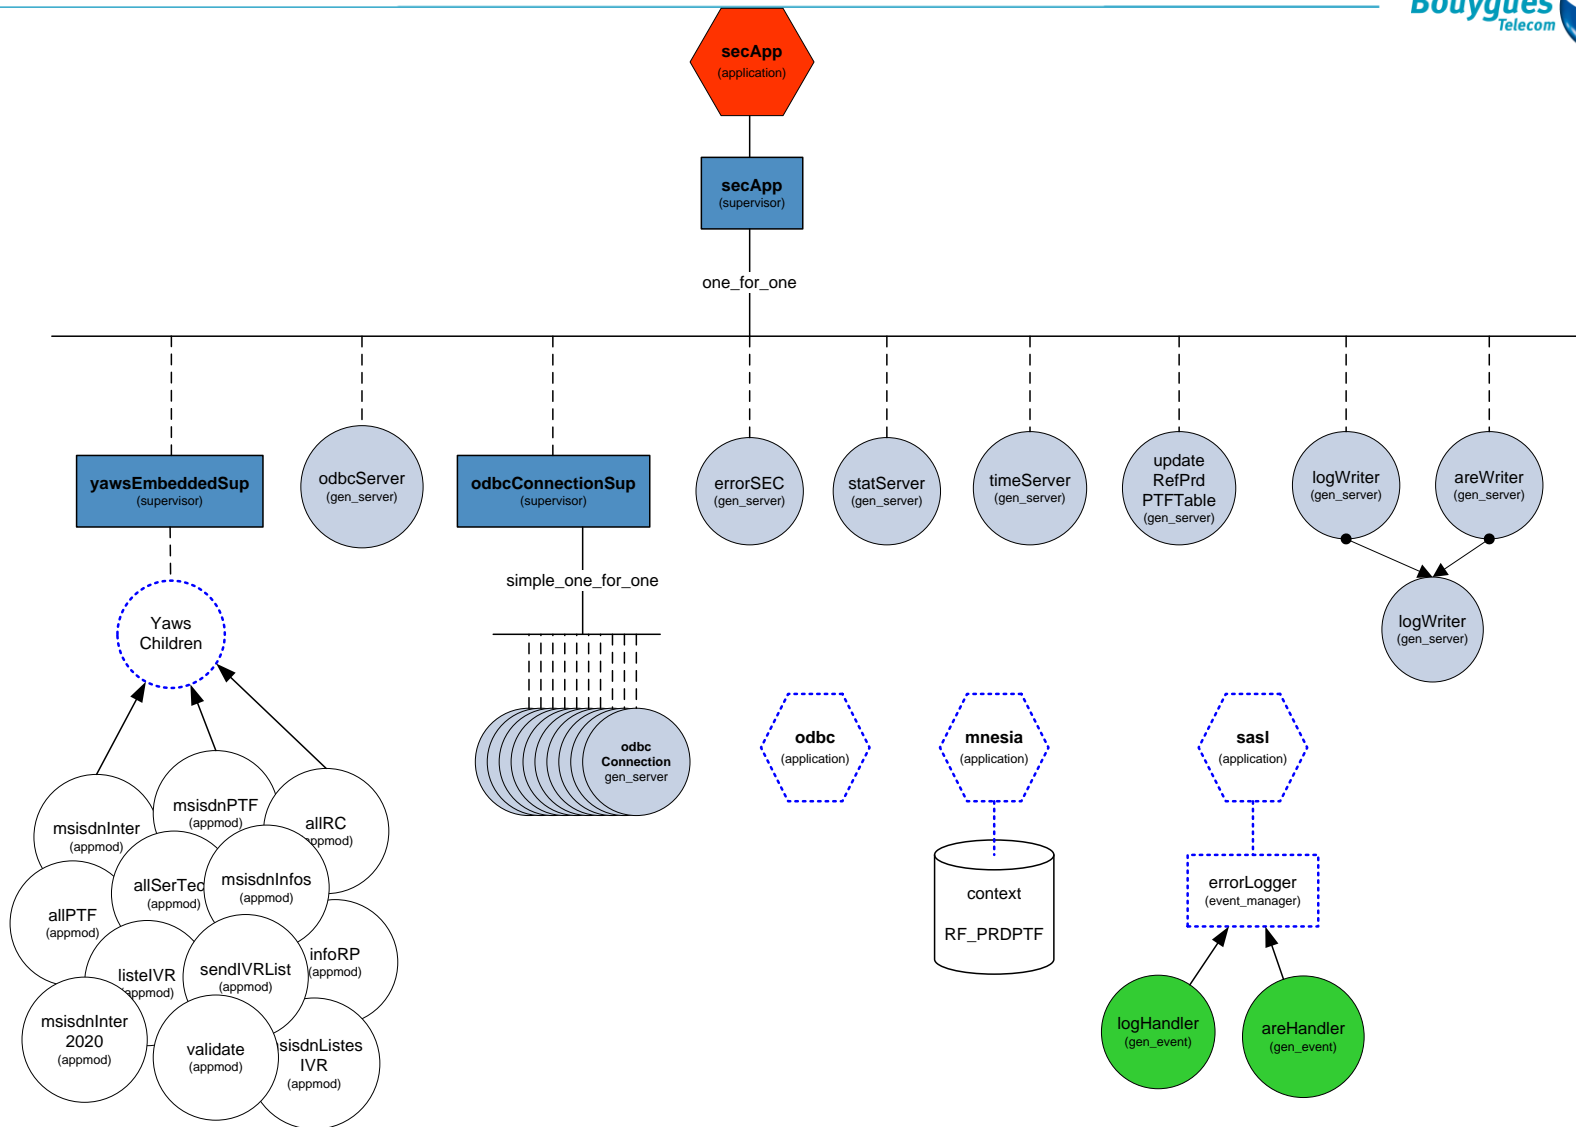 Bouygues
Telecom
secApp
(application)
secApp
(supervisor)
one_for_one
yawsEmbeddedSup
(supervisor)
odbcServer
(gen_server)
odbcConnectionSup
(supervisor)
errorSEC
(gen_server)
statServer
(gen_server)
timeServer
(gen_server)
update
RefPrd
PTFTable
(gen_server)
logWriter
(gen_server)
areWriter
(gen_server)
simple_one_for_one
logWriter
(gen_server)
Yaws
Children
odbc
Connection
gen_server
odbc
(application)
mnesia
(application)
sasl
(application)
context
RF_PRDPTF
errorLogger
(event_manager)
logHandler
(gen_event)
areHandler
(gen_event)
msisdnInter
(appmod)
msisdnPTF
(appmod)
allRC
appmod)
allPTF
(appmod)
allSerTec
(appmod)
msisdnInfos
(appmod)
listeIVR
appmod)
sendIVRList
(appmod)
infoRP
(appmod)
msisdnInter
2020
(appmod)
validate
(appmod)
sisdnListes
IVR
(appmod)